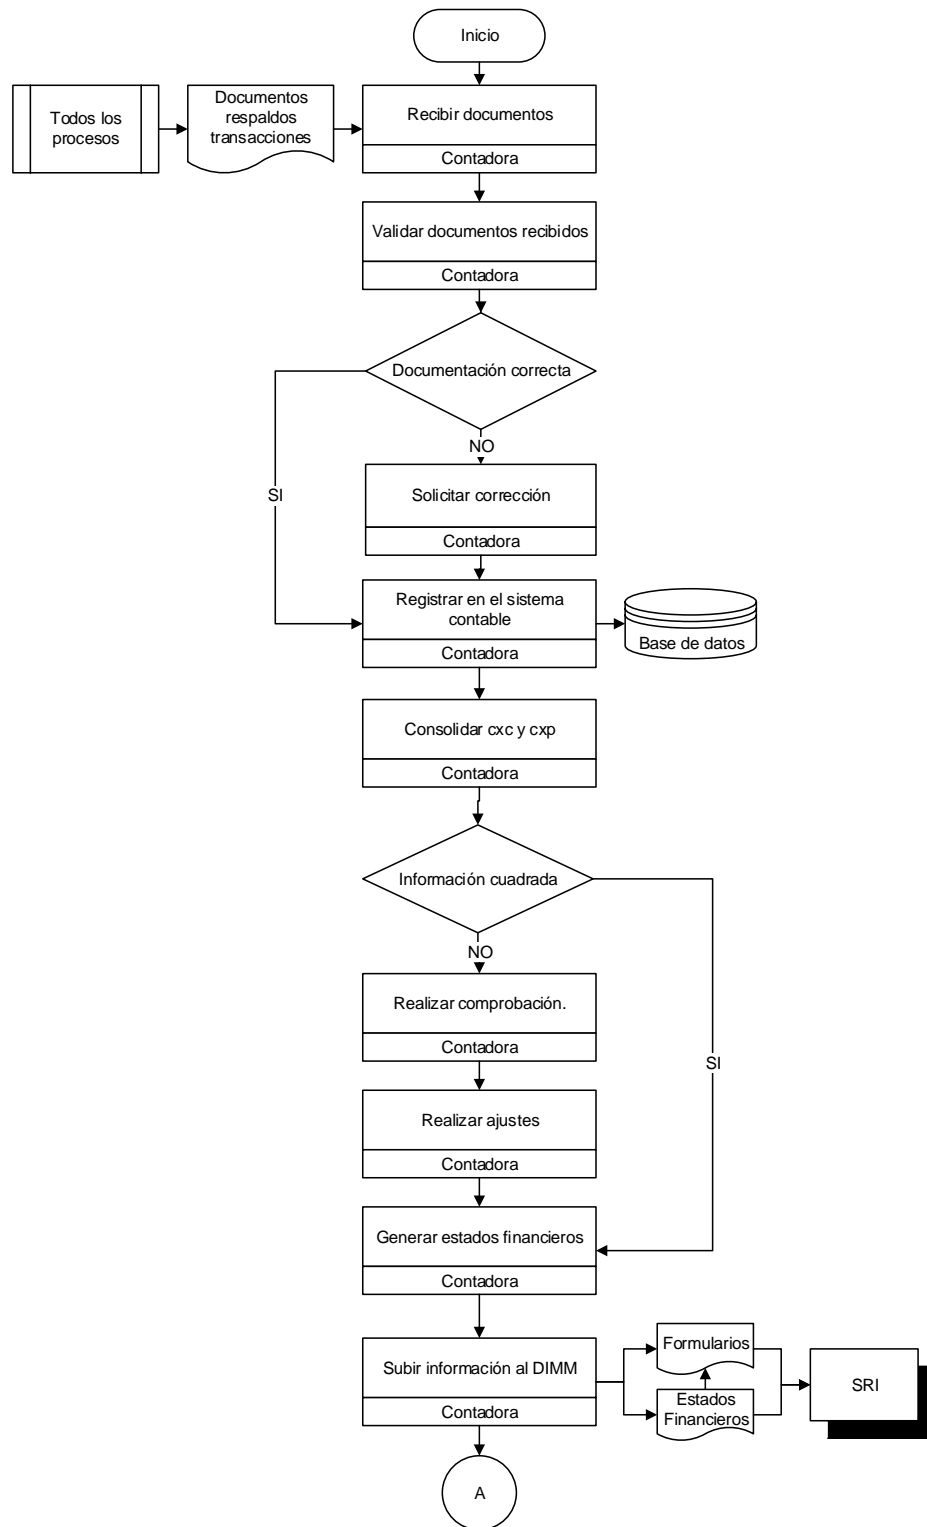 Inicio
Todos los
procesos
Documentos
respaldos
transacciones
Recibir documentos
Contadora
Validar documentos recibidos
Contadora
Documentación correcta
NO
SI
Solicitar corrección
Contadora
Registrar en el sistema
contable
Contadora
Base de datos
Consolidar cxc y cxp
Contadora
Información cuadrada
NO
SI
Realizar comprobación.
Contadora
Realizar ajustes
Contadora
Generar estados financieros
Contadora
Subir información al DIMM
Contadora
Formularios
Estados
Financieros
SRI
A